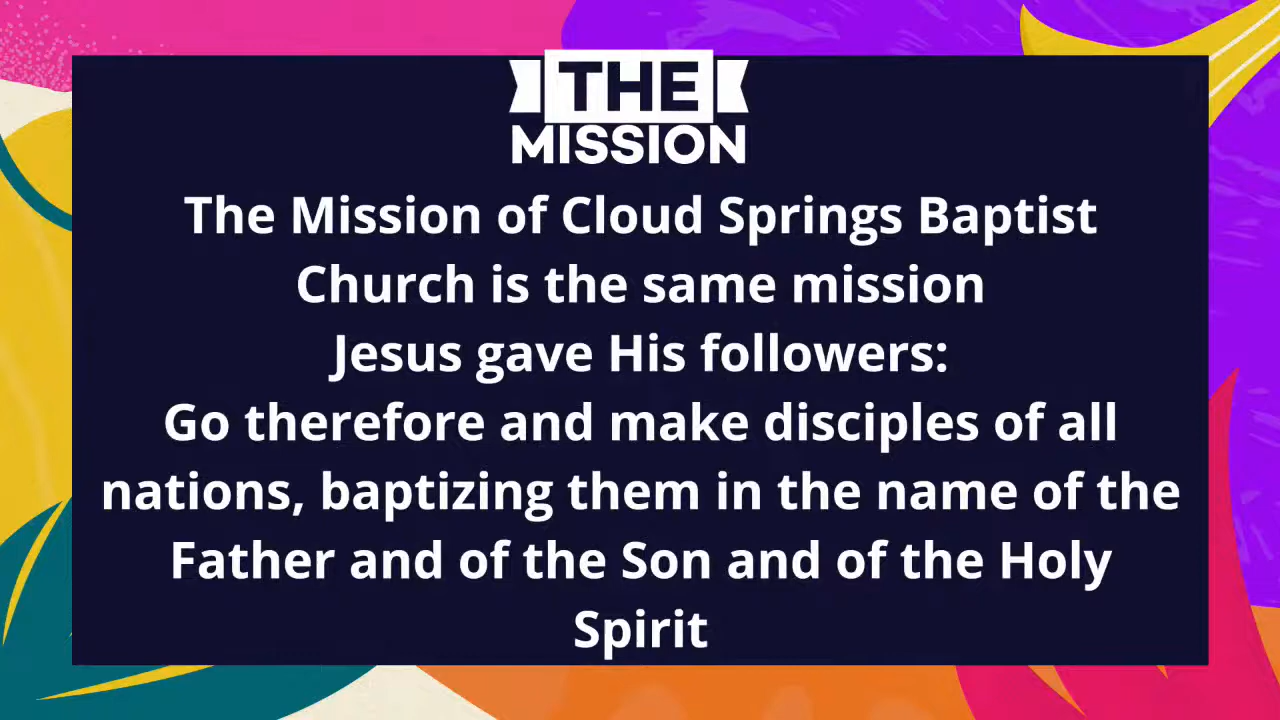 THE
MISSION
The Mission of Cloud Springs Baptist
Church is the same mission
Jesus gave His followers:
Go therefore and make disciples of all
nations, baptizing them in the name of the
Father and of the Son and of the Holy
Spirit